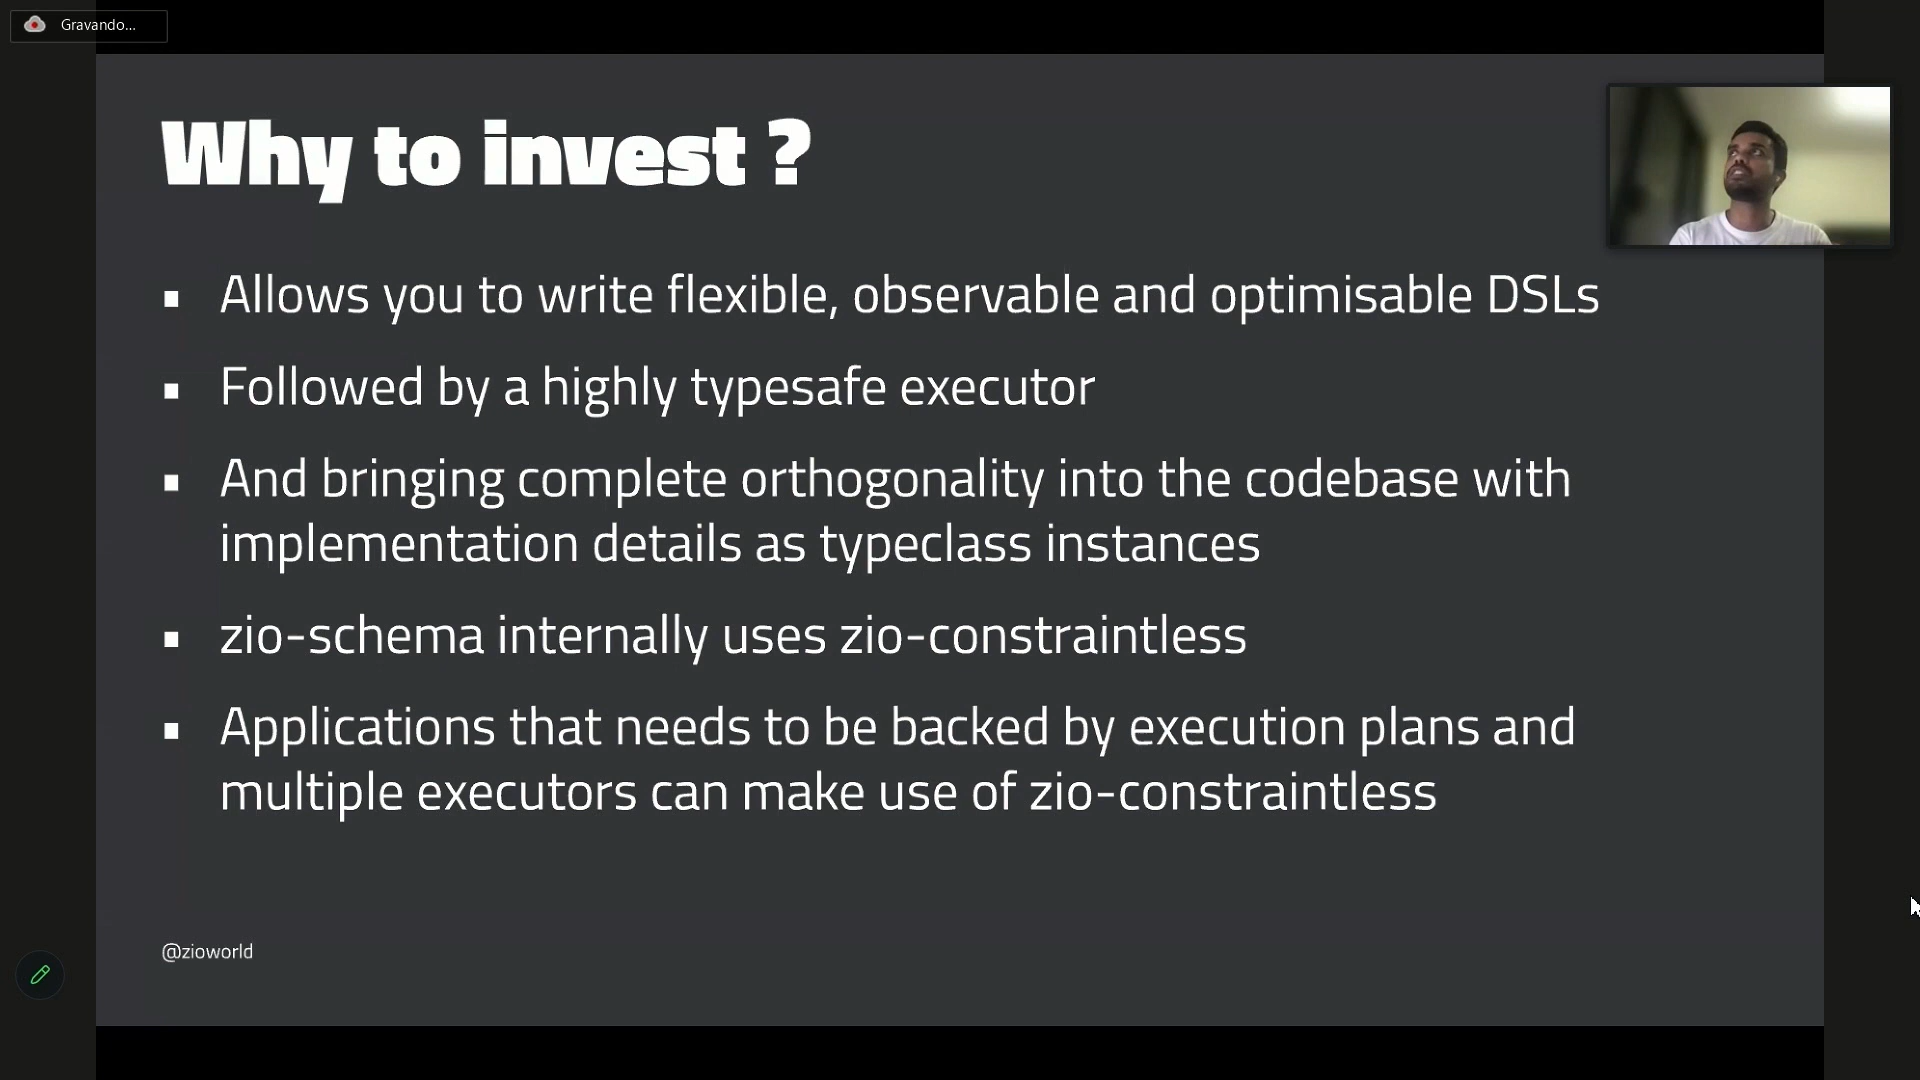 Gravando...
Why to invest ?
▪ Allows you to write flexible, observable and optimisable DSLs
▪ Followed by a highly typesafe executor
▪ And bringing complete orthogonality into the codebase with
implementation details as typeclass instances
▪ zio-schema internally uses zio-constraintless
▪ Applications that needs to be backed by execution plans and
multiple executors can make use of zio-constraintless
@zioworld